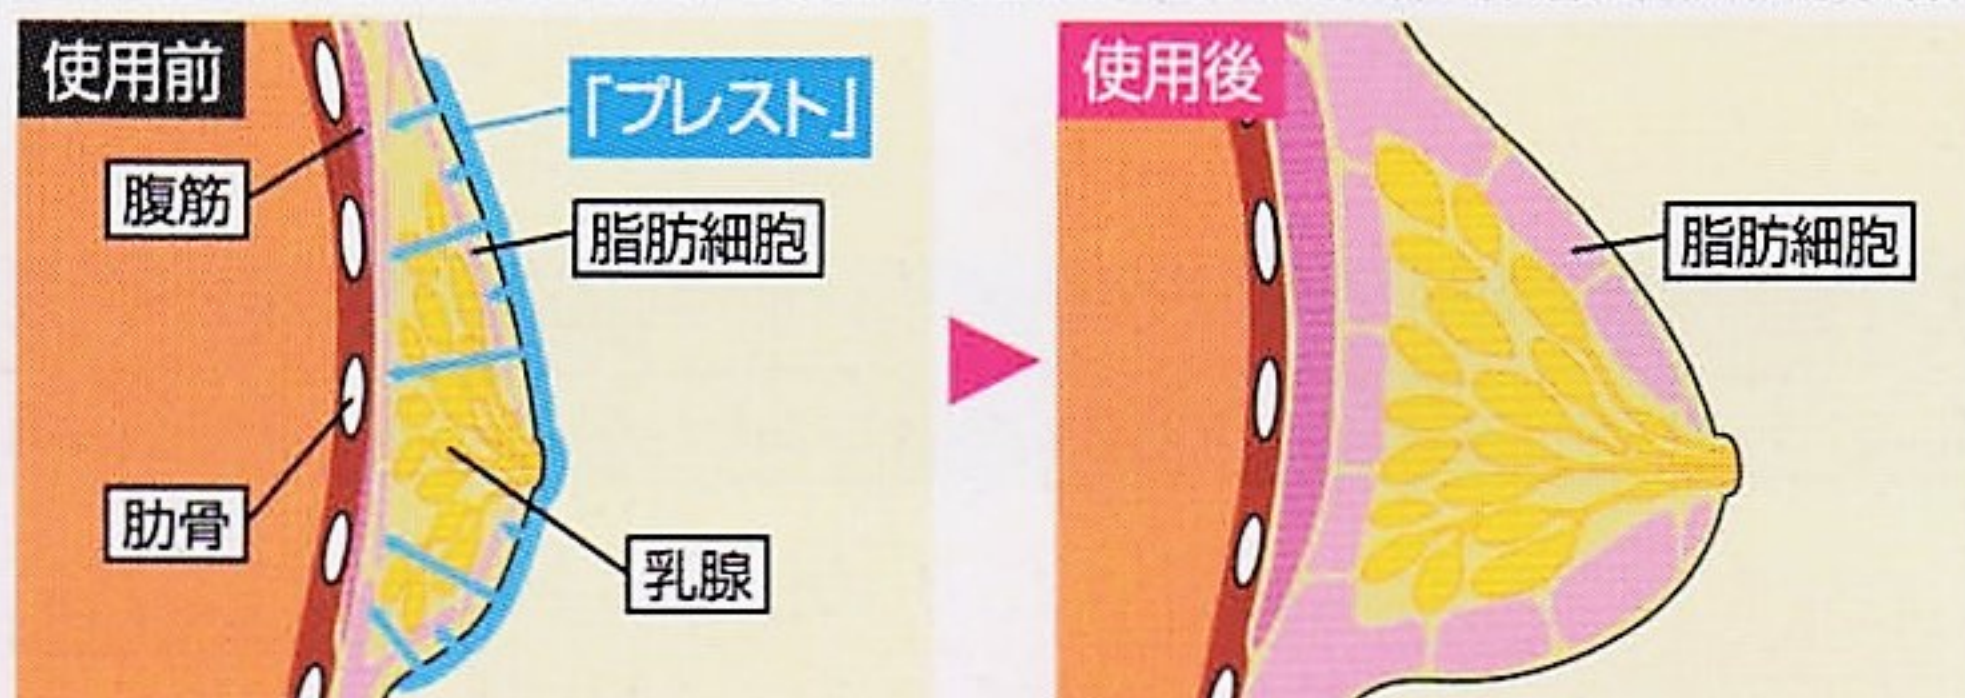 使用前
「プレスト」
腹筋
脂肪細胞
肋骨
乳腺
使用後
脂肪細胞